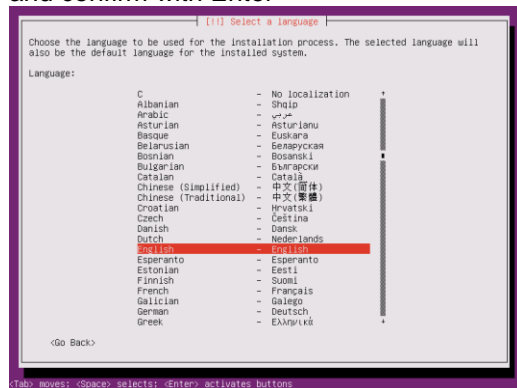 and confirm with Enter
[!!] Select a language
Choose the language to be used for the installation process. The selected language will
also be the default language for the installed system.
Language:
C - No localization
Albanian - Shqip
Arabic - عربي
Asturian - Asturianu
Basque - Euskara
Belarusian - Беларуская
Bosnian - Bosanski
Bulgarian - Български
Catalan - Català
Chinese (Simplified) - 中文(简体)
Chinese (Traditional) - 中文(繁體)
Croatian - Hrvatski
Czech - Čeština
Danish - Dansk
Dutch - Nederlands
English - English
Esperanto - Esperanto
Estonian - Eesti
Finnish - Suomi
French - Français
Galician - Galego
German - Deutsch
Greek - Ελληνικά
<Go Back>
<Tab> moves; <Space> selects; <Enter> activates buttons